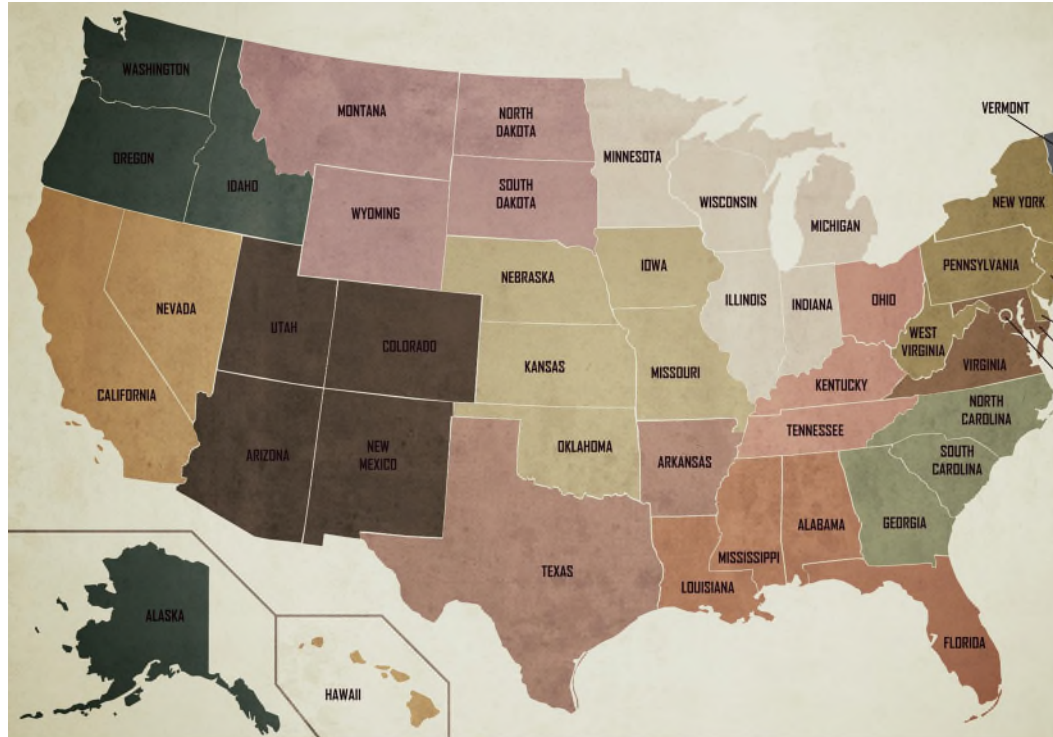 WASHINGTON
MONTANA
NORTH
DAKOTA
VERMONT
OREGON
IDAHO
MINNESOTA
WYOMING
SOUTH
DAKOTA
WISCONSIN
MICHIGAN
NEW YORK
NEVADA
NEBRASKA
IOWA
PENNSYLVANIA
UTAH
COLORADO
ILLINOIS
INDIANA
OHIO
WEST
VIRGINIA
CALIFORNIA
KANSAS
MISSOURI
KENTUCKY
VIRGINIA
ARIZONA
NEW
MEXICO
OKLAHOMA
ARKANSAS
TENNESSEE
NORTH
CAROLINA
SOUTH
CAROLINA
TEXAS
LOUISIANA
MISSISSIPPI
ALABAMA
GEORGIA
FLORIDA
ALASKA
HAWAII